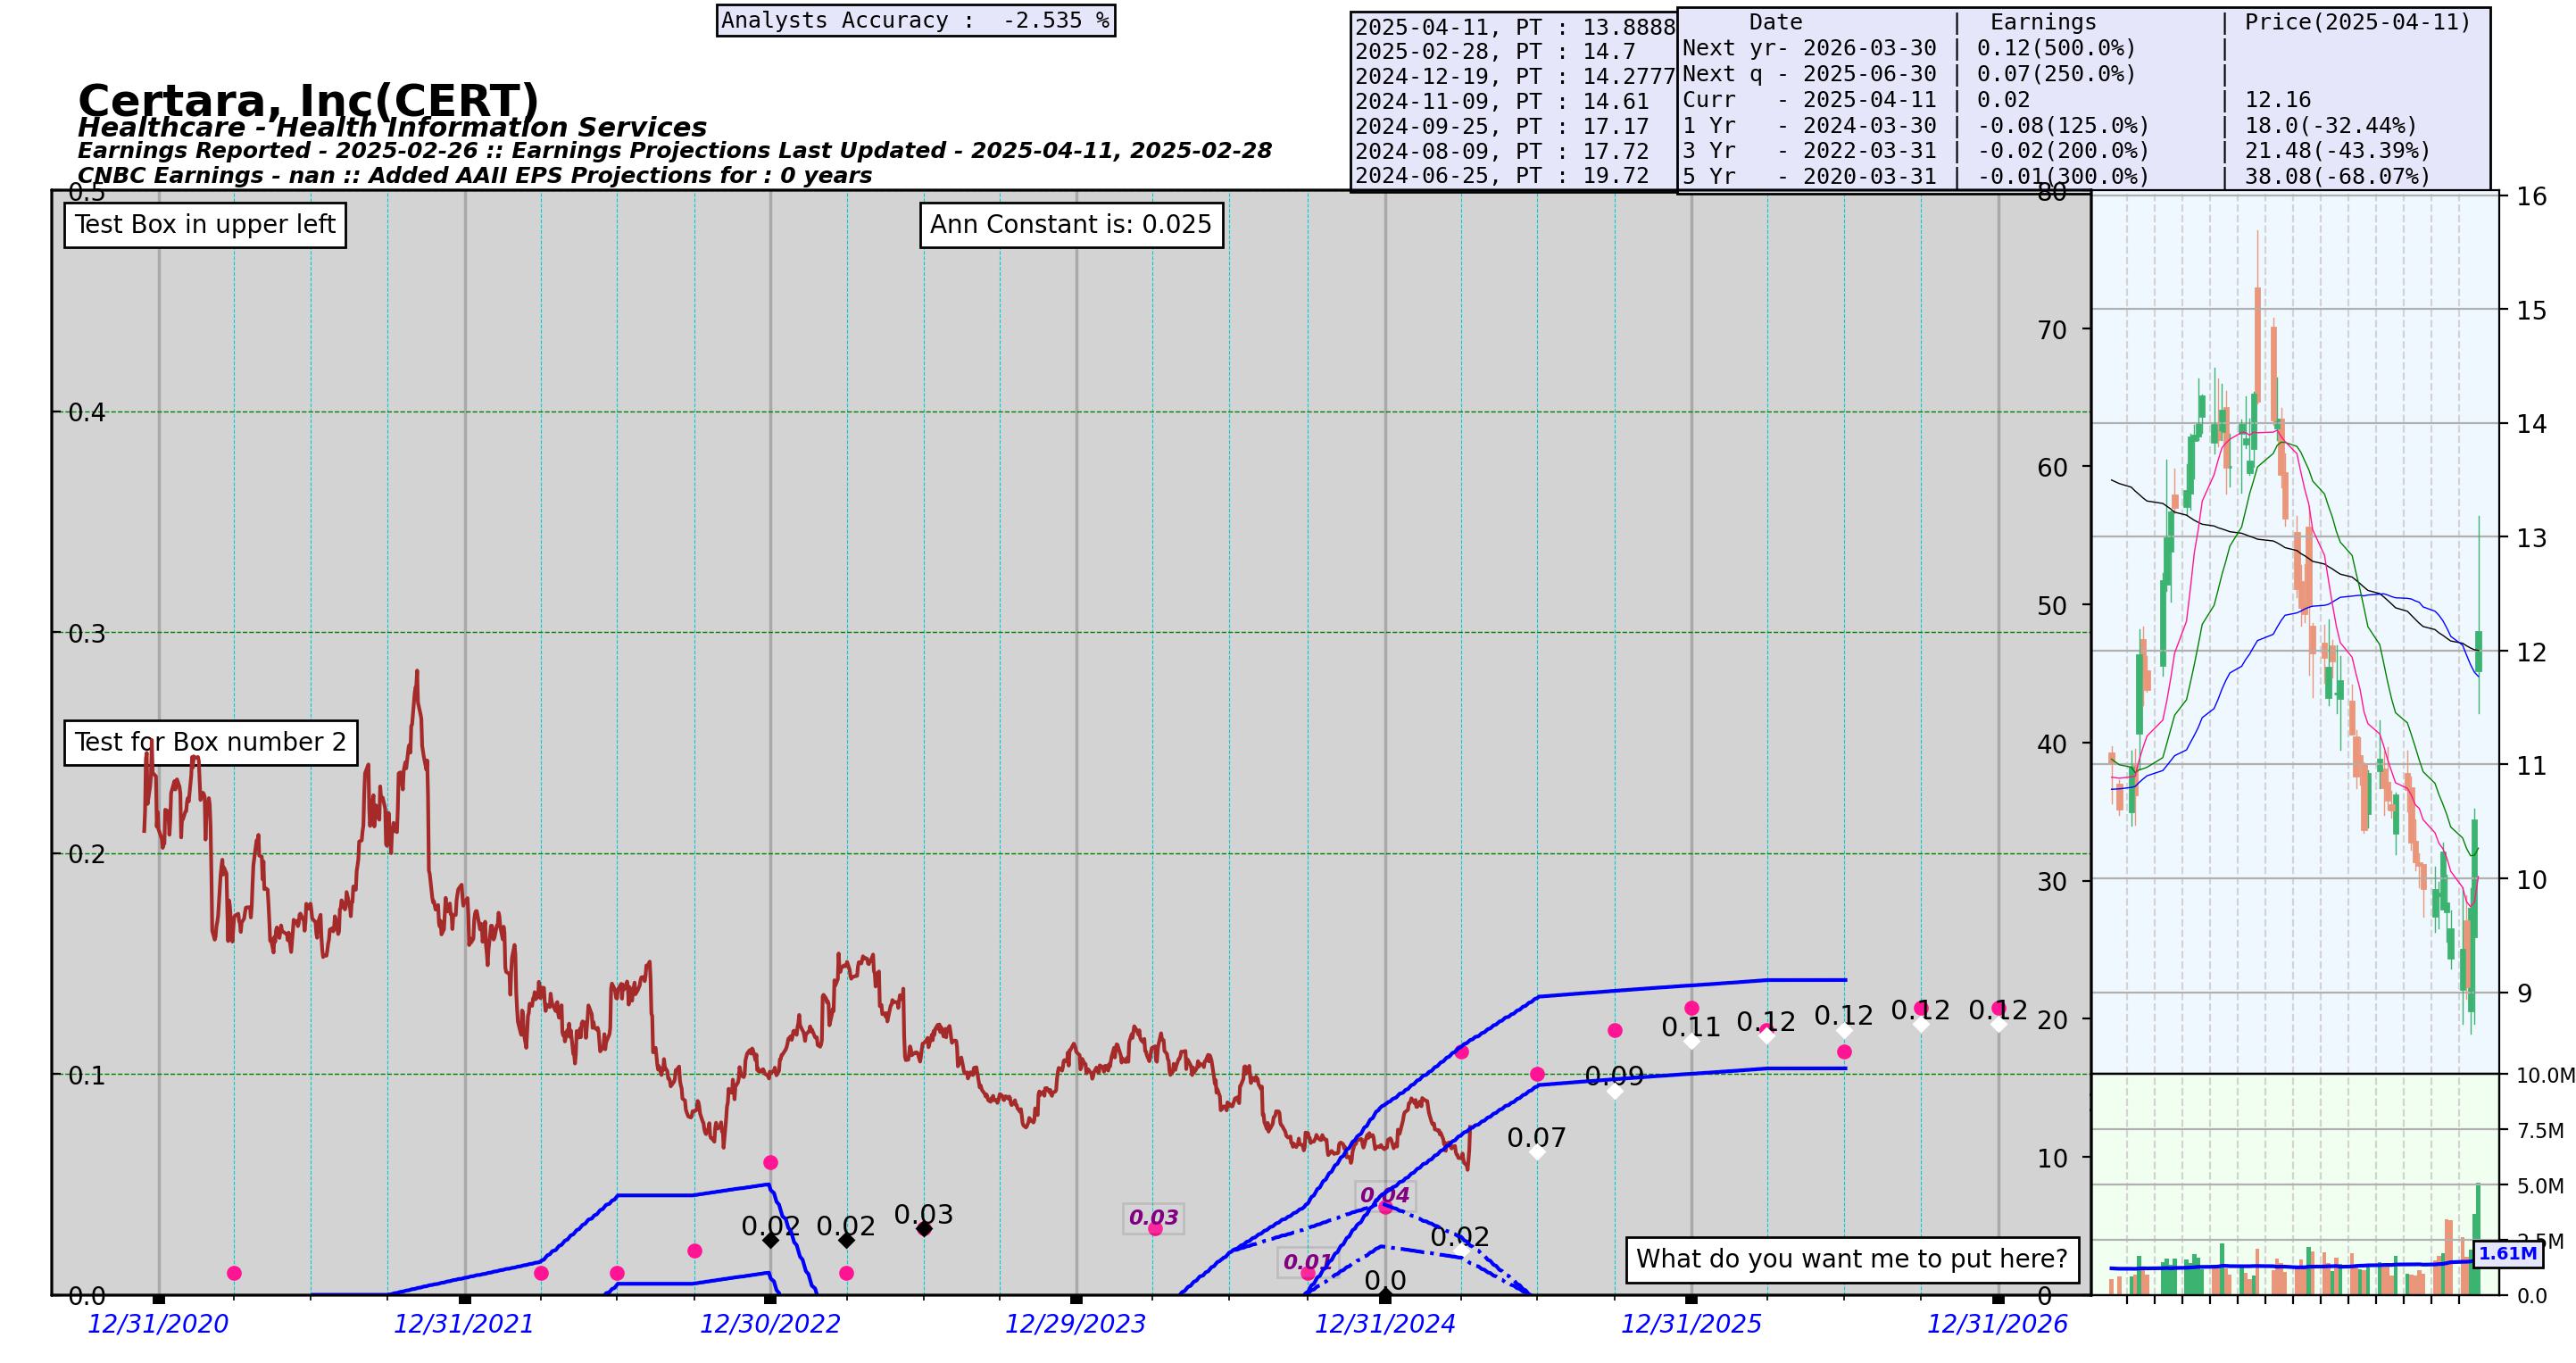 Analysts Accuracy :  -2.535 %
2025-04-11, PT : 13.8888
2025-02-28, PT : 14.7
2024-12-19, PT : 14.2777
2024-11-09, PT : 14.61
2024-09-25, PT : 17.17
2024-08-09, PT : 17.72
2024-06-25, PT : 19.72
Date | Earnings | Price(2025-04-11)
Next yr- 2026-03-30 | 0.12(500.0%) |
Next q - 2025-06-30 | 0.07(250.0%) |
Curr - 2025-04-11 | 0.02 | 12.16
1 Yr - 2024-03-30 | -0.08(125.0%) | 18.0(-32.44%)
3 Yr - 2022-03-31 | -0.02(200.0%) | 21.48(-43.39%)
5 Yr - 2020-03-31 | -0.01(300.0%) | 38.08(-68.07%)
Certara, Inc(CERT)
Healthcare - Health Information Services
Earnings Reported - 2025-02-26 :: Earnings Projections Last Updated - 2025-04-11, 2025-02-28
CNBC Earnings - nan :: Added AAII EPS Projections for : 0 years
Test Box in upper left
Ann Constant is: 0.025
Test for Box number 2
What do you want me to put here?
0.5
0.4
0.3
0.2
0.1
0.0
80
70
60
50
40
30
20
10
0
16
15
14
13
12
11
10
9
10.0M
7.5M
5.0M
2.5M
1.61M
0.0
0.02 0.02 0.03
0.03
0.01
0.04
0.0
0.02
0.07
0.09
0.11 0.12 0.12 0.12 0.12
12/31/2020 12/31/2021 12/30/2022 12/29/2023 12/31/2024 12/31/2025 12/31/2026